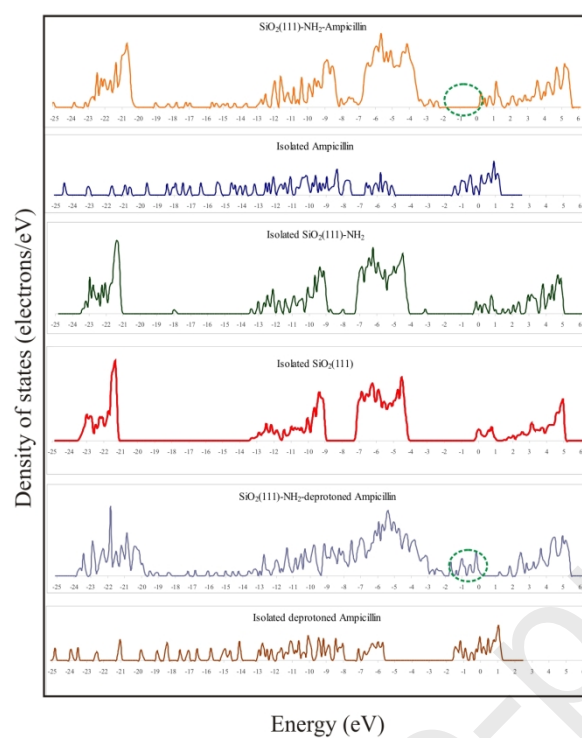 SiO₂(111)-NH₂-Ampicillin
-25 -24 -23 -22 -21 -20 -19 -18 -17 -16 -15 -14 -13 -12 -11 -10 -9 -8 -7 -6 -5 -4 -3 -2 -1 0 1 2 3 4 5 6
Isolated Ampicillin
-25 -24 -23 -22 -21 -20 -19 -18 -17 -16 -15 -14 -13 -12 -11 -10 -9 -8 -7 -6 -5 -4 -3 -2 -1 0 1 2 3 4 5 6
Isolated SiO₂(111)-NH₂
-25 -24 -23 -22 -21 -20 -19 -18 -17 -16 -15 -14 -13 -12 -11 -10 -9 -8 -7 -6 -5 -4 -3 -2 -1 0 1 2 3 4 5 6
Isolated SiO₂(111)
-25 -24 -23 -22 -21 -20 -19 -18 -17 -16 -15 -14 -13 -12 -11 -10 -9 -8 -7 -6 -5 -4 -3 -2 -1 0 1 2 3 4 5 6
SiO₂(111)-NH₂-deprotoned Ampicillin
-25 -24 -23 -22 -21 -20 -19 -18 -17 -16 -15 -14 -13 -12 -11 -10 -9 -8 -7 -6 -5 -4 -3 -2 -1 0 1 2 3 4 5 6
Isolated deprotoned Ampicillin
-25 -24 -23 -22 -21 -20 -19 -18 -17 -16 -15 -14 -13 -12 -11 -10 -9 -8 -7 -6 -5 -4 -3 -2 -1 0 1 2 3 4 5 6
Density of states (electrons/eV)
Energy (eV)